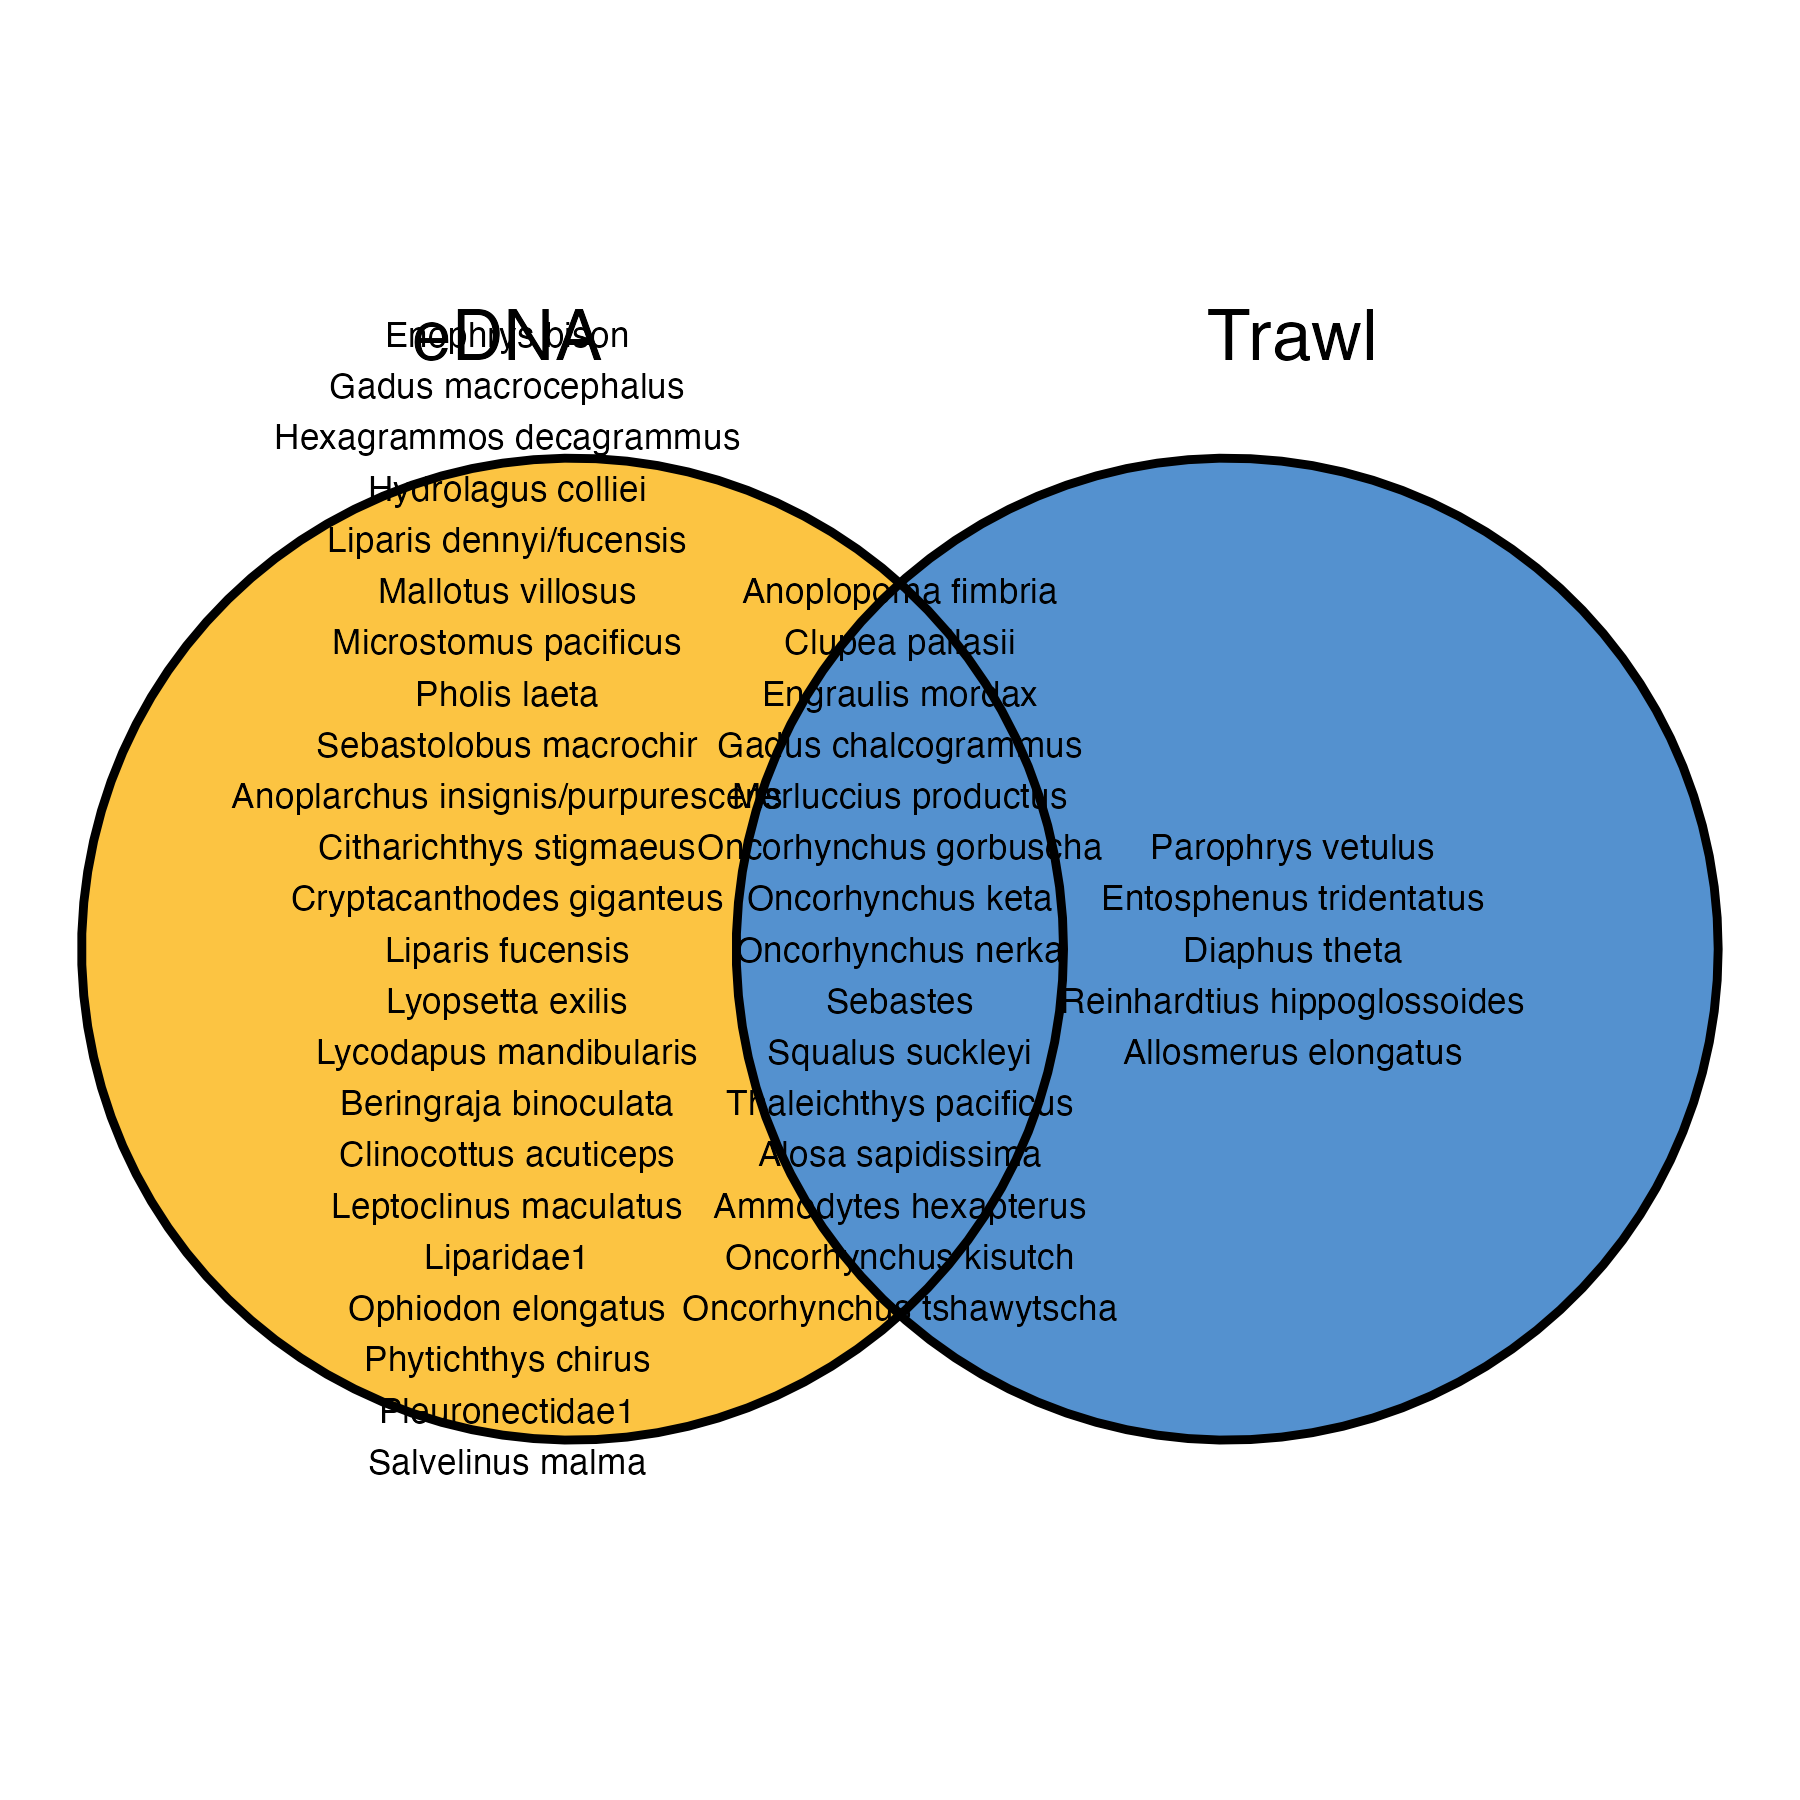 eDNA
Trawl
Enophrys bison
Gadus macrocephalus
Hexagrammos decagrammus
Hydrolagus colliei
Liparis dennyi/fucensis
Mallotus villosus
Microstomus pacificus
Pholis laeta
Sebastolobus macrochir
Anoplarchus insignis/purpurescens
Citharichthys stigmaeus
Cryptacanthodes giganteus
Liparis fucensis
Lyopsetta exilis
Lycodapus mandibularis
Beringraja binoculata
Clinocottus acuticeps
Leptoclinus maculatus
Liparidae1
Ophiodon elongatus
Phytichthys chirus
Pleuronectidae1
Salvelinus malma
Anoplopoma fimbria
Clupea pallasii
Engraulis mordax
Gadus chalcogrammus
Merluccius productus
Oncorhynchus gorbuscha
Oncorhynchus keta
Oncorhynchus nerka
Sebastes
Squalus suckleyi
Thaleichthys pacificus
Alosa sapidissima
Ammodytes hexapterus
Oncorhynchus kisutch
Oncorhynchus tshawytscha
Parophrys vetulus
Entosphenus tridentatus
Diaphus theta
Reinhardtius hippoglossoides
Allosmerus elongatus